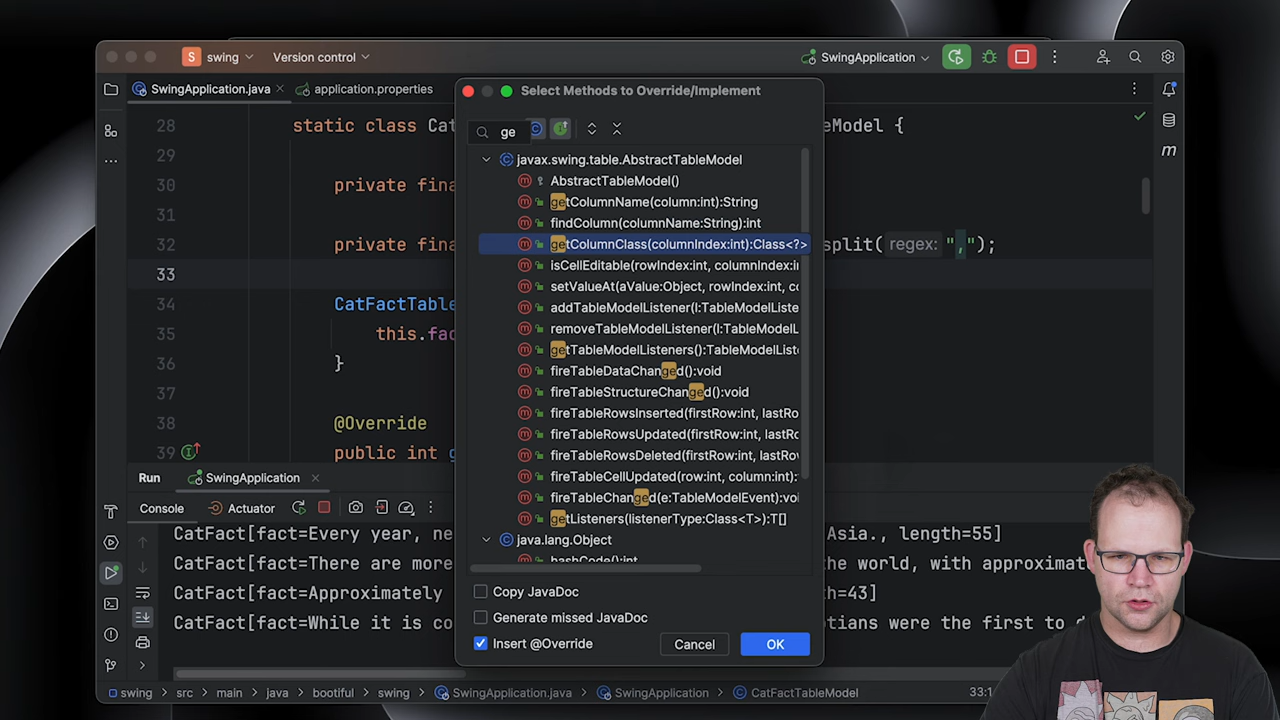 S swing
Version control
SwingApplication
SwingApplication.java
application.properties
Select Methods to Override/Implement
ge
28 static class Cat
Model {
29
30 private fina
31
32 private fina
split( regex: ",");
33
34 CatFactTable
35 this.fac
36 }
37
38 @Override
39 public int g
javax.swing.table.AbstractTableModel
AbstractTableModel()
getColumnName(column:int):String
findColumn(columnName:String):int
getColumnClass(columnIndex:int):Class<?>
isCellEditable(rowIndex:int, columnIndex:in
setValueAt(aValue:Object, rowIndex:int, co
addTableModelListener(l:TableModelListe
removeTableModelListener(l:TableModelL
getTableModelListeners():TableModelListe
fireTableDataChanged():void
fireTableStructureChanged():void
fireTableRowsInserted(firstRow:int, lastRo
fireTableRowsUpdated(firstRow:int, lastRo
fireTableRowsDeleted(firstRow:int, lastRo
fireTableCellUpdated(row:int, column:int):
fireTableChanged(e:TableModelEvent):voi
getListeners(listenerType:Class<T>):T[]
java.lang.Object
hashCode():int
Copy JavaDoc
Generate missed JavaDoc
Insert @Override
Cancel
OK
Run
SwingApplication
Console
Actuator
CatFact[fact=Every year, ne
Asia., length=55]
CatFact[fact=There are more
the world, with approximat
CatFact[fact=Approximately
th=43]
CatFact[fact=While it is co
ptians were the first to d
swing
src
main
java
bootiful
swing
SwingApplication.java
SwingApplication
CatFactTableModel
33:1